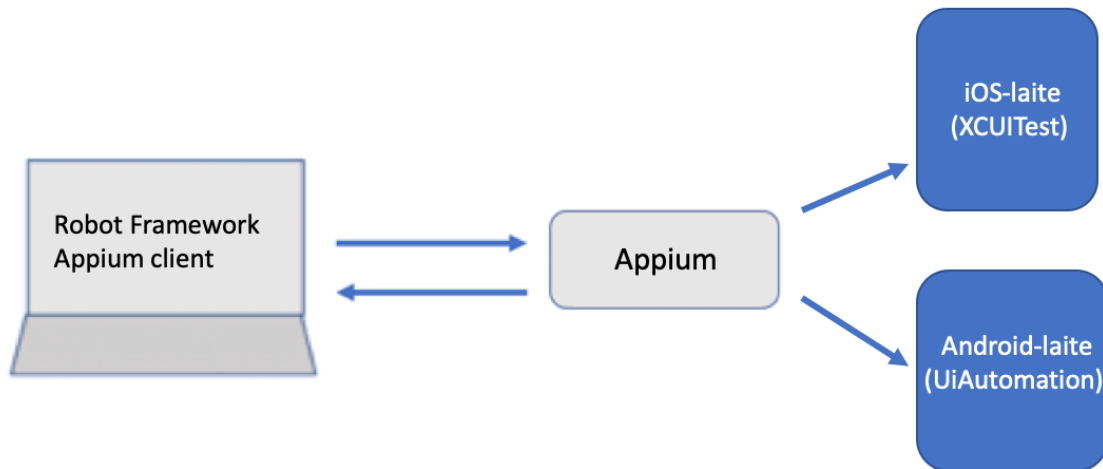 Robot Framework
Appium client
Appium
iOS-laite
(XCUITest)
Android-laite
(UiAutomation)